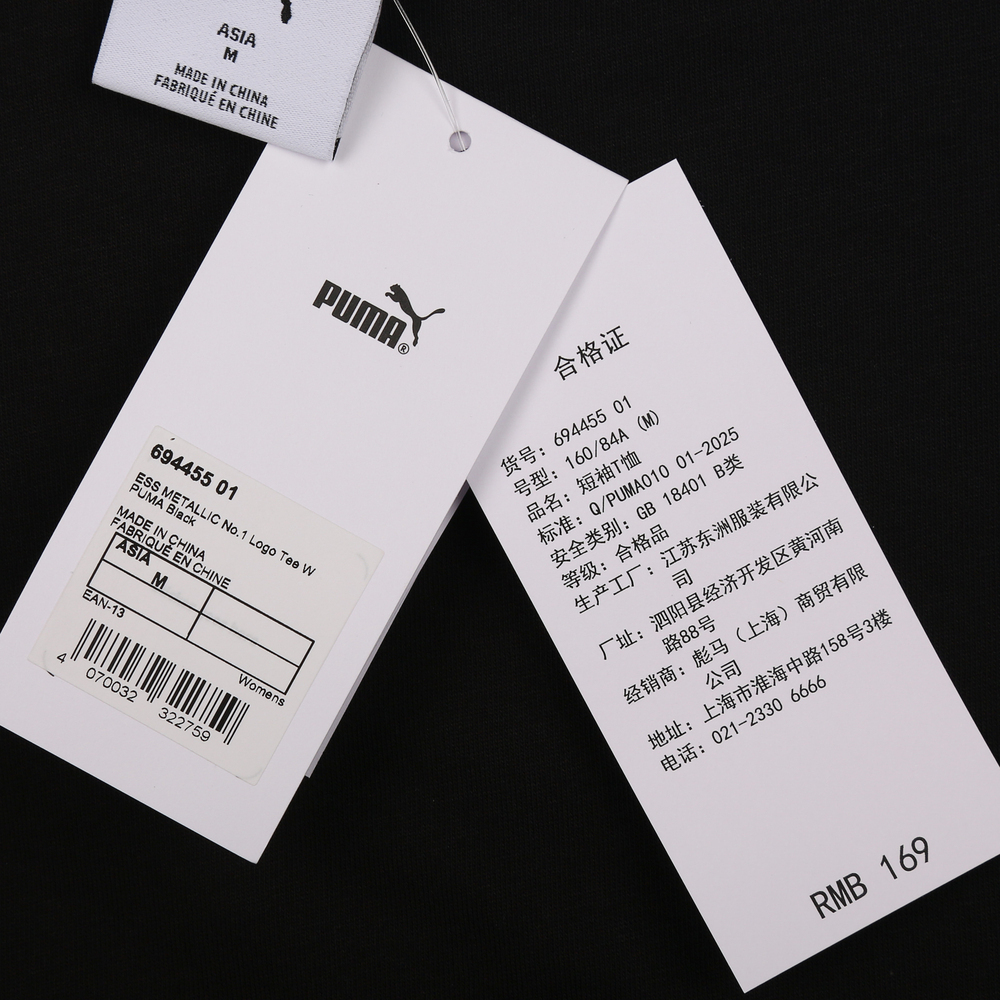 ASIA
M
MADE IN CHINA
FABRIQUÉ EN CHINE
PUMA®
694455 01
ESS METALLIC No.1 Logo Tee W
PUMA Black
MADE IN CHINA
FABRIQUÉ EN CHINE
ASIA
M
EAN-13
Womens
4 070032 322759
合格证
货号: 694455 01
号型: 160/84A (M)
品名: 短袖T恤
标准: Q/PUMA010 01-2025
安全类别: GB 18401 B类
等级: 合格品
生产工厂: 江苏东洲服装有限公
司
厂址: 泗阳县经济开发区黄河南
路88号
经销商: 彪马（上海）商贸有限
公司
地址: 上海市淮海中路158号3楼
电话: 021-2330 6666
RMB 169